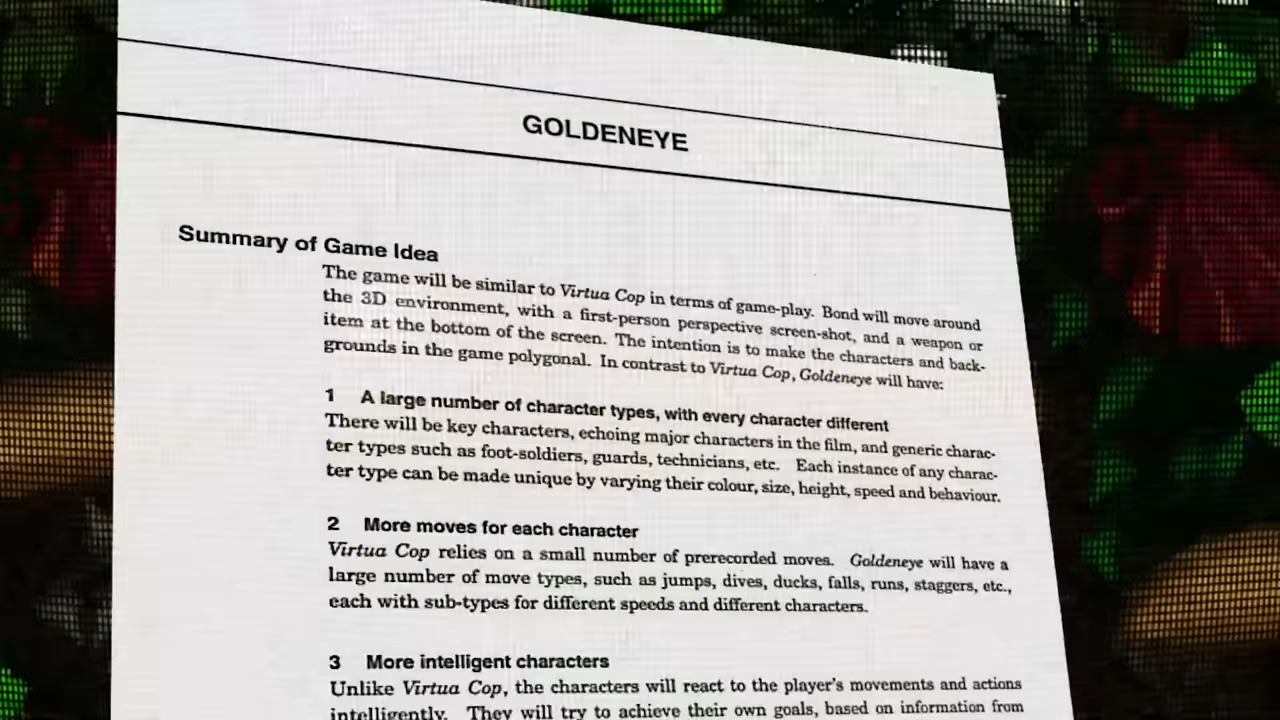 GOLDENEYE
Summary of Game Idea
The game will be similar to Virtua Cop in terms of game-play. Bond will move around
the 3D environment, with a first-person perspective screen-shot, and a weapon or
item at the bottom of the screen. The intention is to make the characters and back-
grounds in the game polygonal. In contrast to Virtua Cop, Goldeneye will have:
1 A large number of character types, with every character different
There will be key characters, echoing major characters in the film, and generic charac-
ter types such as foot-soldiers, guards, technicians, etc. Each instance of any charac-
ter type can be made unique by varying their colour, size, height, speed and behaviour.
2 More moves for each character
Virtua Cop relies on a small number of prerecorded moves. Goldeneye will have a
large number of move types, such as jumps, dives, ducks, falls, runs, staggers, etc.,
each with sub-types for different speeds and different characters.
3 More intelligent characters
Unlike Virtua Cop, the characters will react to the player's movements and actions
intelligently. They will try to achieve their own goals, based on information from